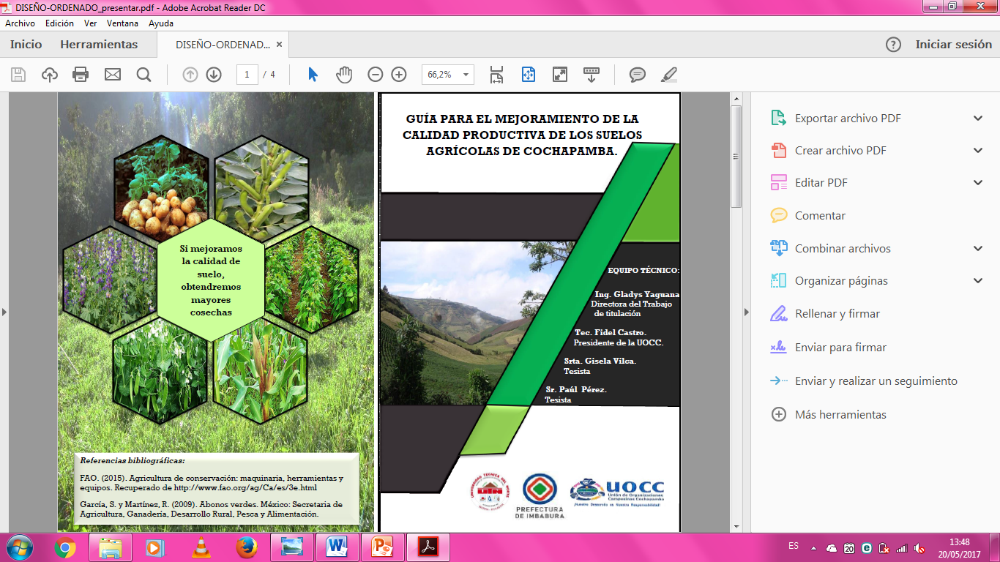 DISEÑO-ORDENADO_presentar.pdf - Adobe Acrobat Reader DC
Archivo Edición Ver Ventana Ayuda
Inicio Herramientas DISEÑO-ORDENAD... × Iniciar sesión
1 / 4 66,2%
Si mejoramos
la calidad de
suelo,
obtendremos
mayores
cosechas
Referencias bibliográficas:
FAO. (2015). Agricultura de conservación: maquinaria, herramientas y
equipos. Recuperado de http://www.fao.org/ag/Ca/es/3e.html
García, S. y Martínez, R. (2009). Abonos verdes. México: Secretaria de
Agricultura, Ganadería, Desarrollo Rural, Pesca y Alimentación.
GUÍA PARA EL MEJORAMIENTO DE LA
CALIDAD PRODUCTIVA DE LOS SUELOS
AGRÍCOLAS DE COCHAPAMBA.
EQUIPO TÉCNICO:
Ing. Gladys Yaguana
Directora del Trabajo
de titulación
Tec. Fidel Castro.
Presidente de la UOCC.
Srta. Gisela Vilca.
Tesista
Sr. Paúl Pérez.
Tesista
UNIVERSIDAD TECNICA DEL NORTE
UTN
IBARRA - ECUADOR
PREFECTURA
DE IMBABURA
UOCC
Unión de Organizaciones
Campesinas Cochapamba
¡Nuestro Desarrollo es Nuestra Responsabilidad!
Exportar archivo PDF
Crear archivo PDF
Editar PDF
Comentar
Combinar archivos
Organizar páginas
Rellenar y firmar
Enviar para firmar
Enviar y realizar un seguimiento
Más herramientas
ES 20 13:48
20/05/2017